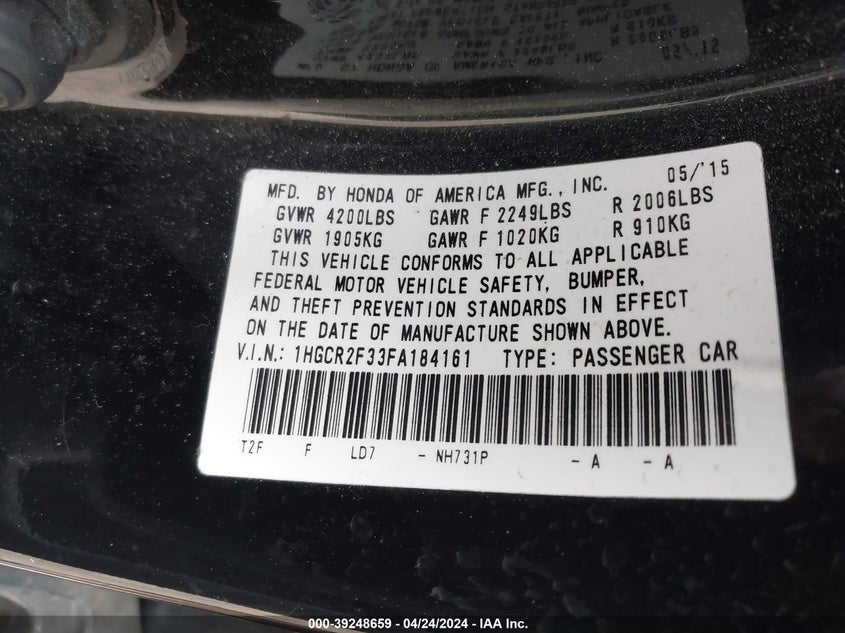 MFD. BY HONDA OF AMERICA MFG., INC. 05/'15
GVWR 4200LBS GAWR F 2249LBS R 2006LBS
GVWR 1905KG GAWR F 1020KG R 910KG
THIS VEHICLE CONFORMS TO ALL APPLICABLE
FEDERAL MOTOR VEHICLE SAFETY, BUMPER,
AND THEFT PREVENTION STANDARDS IN EFFECT
ON THE DATE OF MANUFACTURE SHOWN ABOVE.
V.I.N.: 1HGCR2F33FA184161 TYPE: PASSENGER CAR
T2F F LD7 - NH731P - A - A
000-39248659 / 04/24/2024 - IAA Inc.